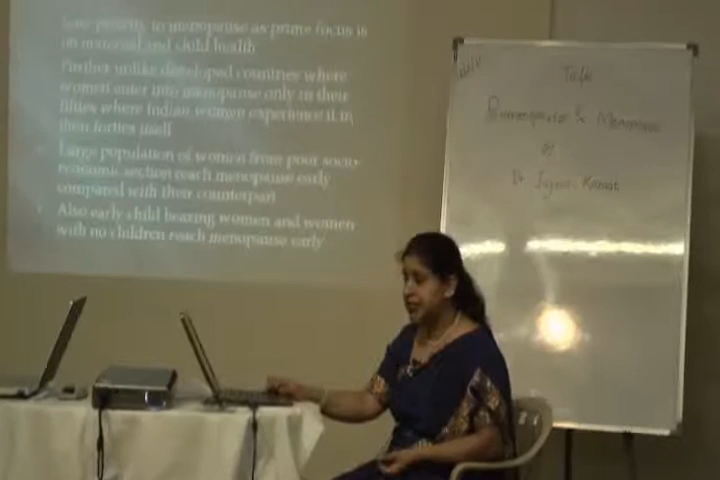 Low priority to menopause as prime focus is
on maternal and child health
Further unlike developed countries where
women enter into menopause only in their
fifties where Indian women experience it in
their forties itself
Large population of women from poor socio-
economic section reach menopause early
compared with their counterpart
Also early child bearing women and women
with no children reach menopause early
Talk
&
by
Dr